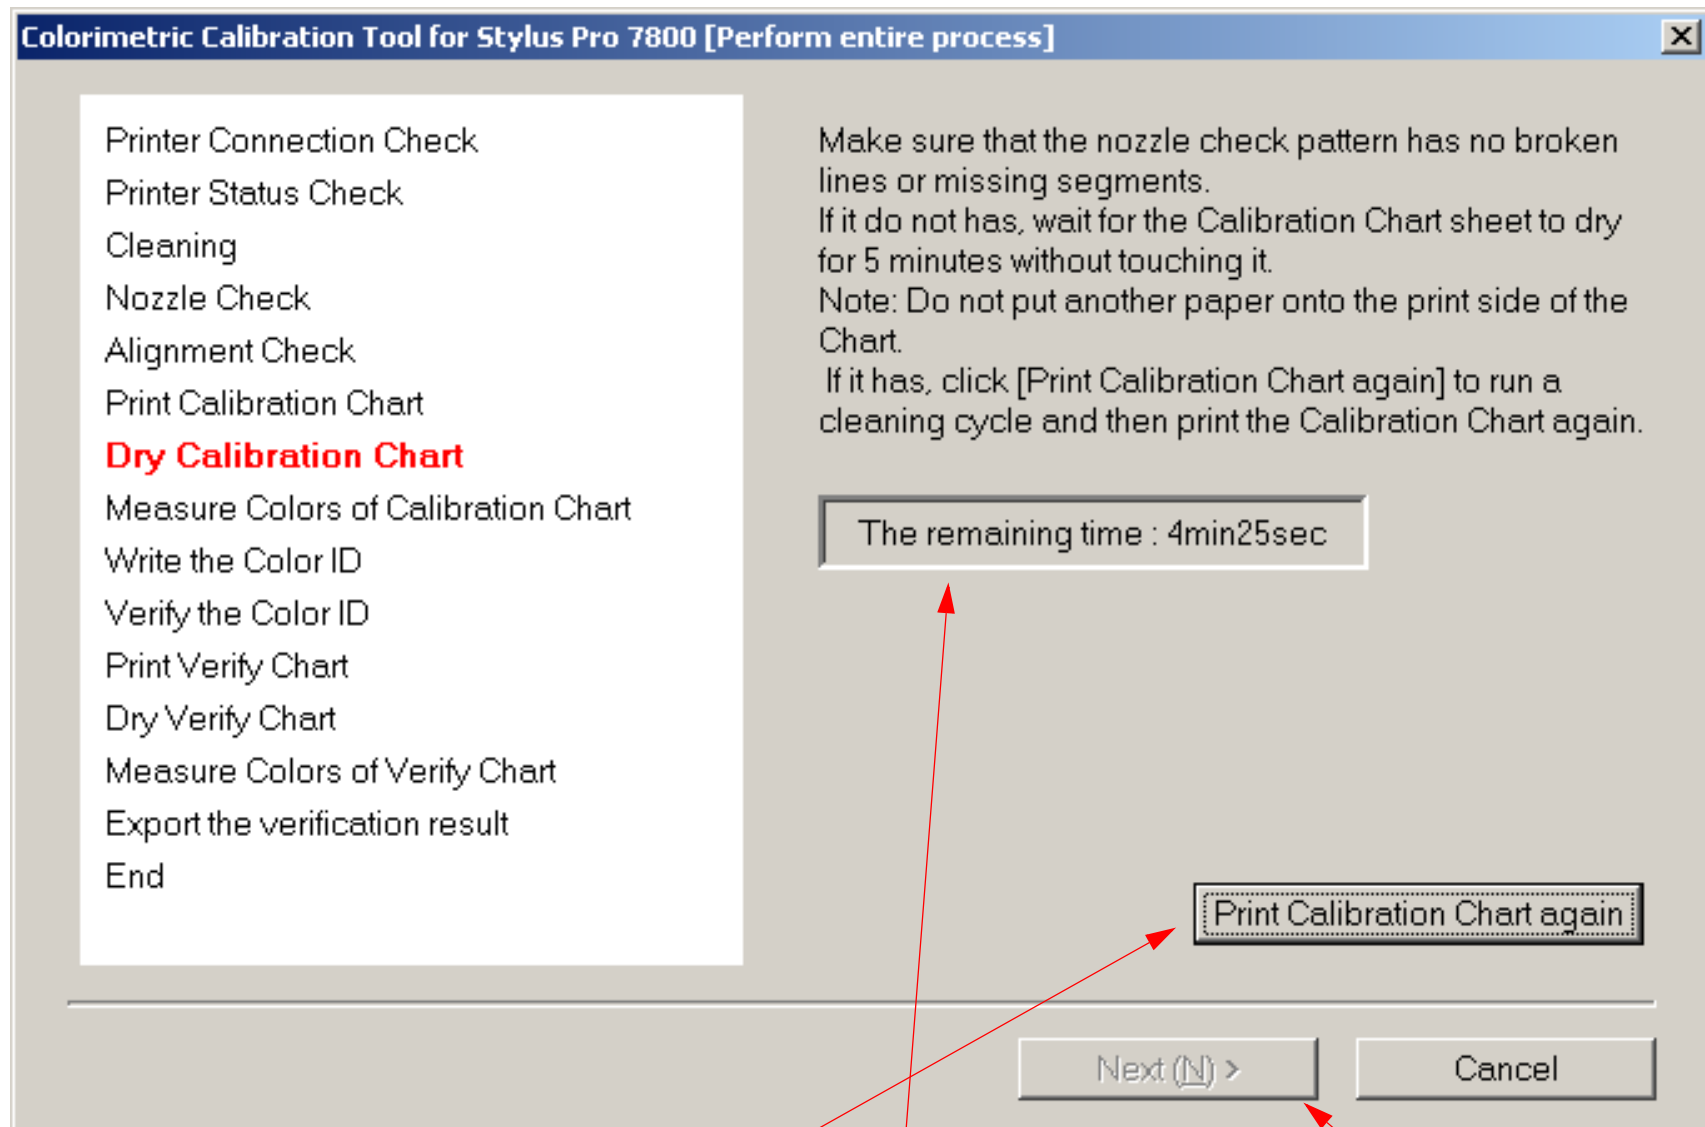 Colorimetric Calibration Tool for Stylus Pro 7800 [Perform entire process]
Printer Connection Check
Printer Status Check
Cleaning
Nozzle Check
Alignment Check
Print Calibration Chart
Dry Calibration Chart
Measure Colors of Calibration Chart
Write the Color ID
Verify the Color ID
Print Verify Chart
Dry Verify Chart
Measure Colors of Verify Chart
Export the verification result
End
Make sure that the nozzle check pattern has no broken
lines or missing segments.
If it do not has, wait for the Calibration Chart sheet to dry
for 5 minutes without touching it.
Note: Do not put another paper onto the print side of the
Chart.
If it has, click [Print Calibration Chart again] to run a
cleaning cycle and then print the Calibration Chart again.
The remaining time : 4min25sec
Print Calibration Chart again
Next (N) >
Cancel